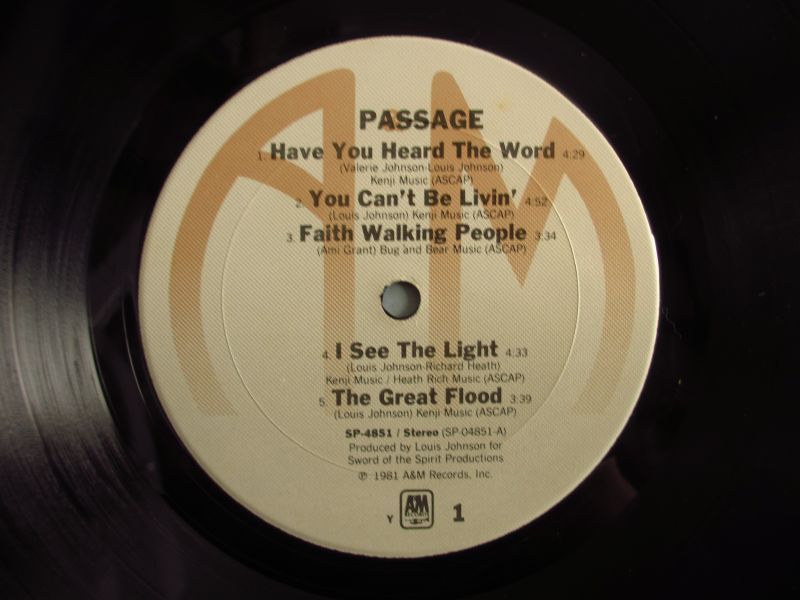 PASSAGE
1. Have You Heard The Word 4:29
(Valerie Johnson-Louis Johnson)
Kenji Music (ASCAP)
2. You Can't Be Livin' 4:52
(Louis Johnson) Kenji Music (ASCAP)
3. Faith Walking People 3:34
(Ami Grant) Bug and Bear Music (ASCAP)
4. I See The Light 4:33
(Louis Johnson-Richard Heath)
Kenji Music / Heath Rich Music (ASCAP)
5. The Great Flood 3:39
(Louis Johnson) Kenji Music (ASCAP)
SP-4851 / Stereo (SP-04851-A)
Produced by Louis Johnson for
Sword of the Spirit Productions
℗ 1981 A&M Records, Inc.
Y A&M RECORDS 1